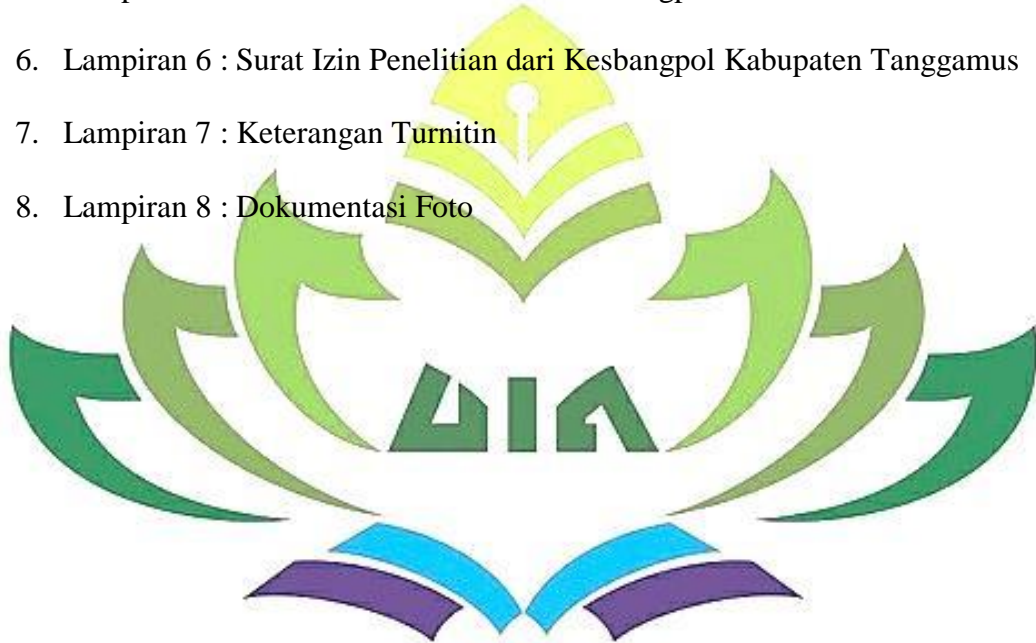 6. Lampiran 6 : Surat Izin Penelitian dari Kesbangpol Kabupaten Tanggamus
7. Lampiran 7 : Keterangan Turnitin
8. Lampiran 8 : Dokumentasi Foto
UIN